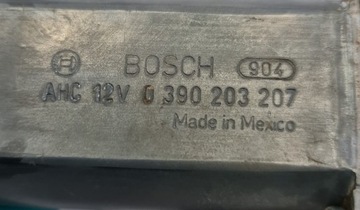 BOSCH 904
AHC 12V 0 390 203 207
Made in Mexico